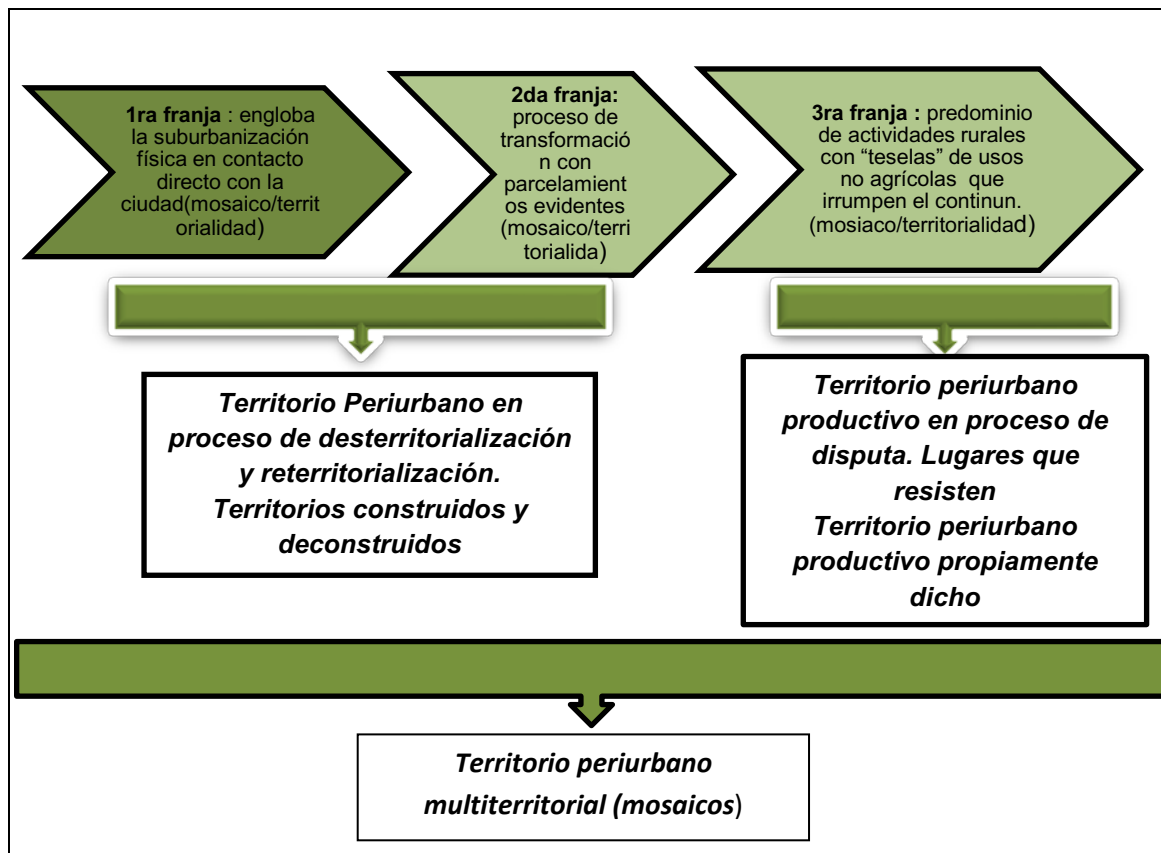 1ra franja : engloba
la suburbanización
física en contacto
directo con la
ciudad(mosaico/territ
orialidad)
2da franja:
proceso de
transformació
n con
parcelamient
os evidentes
(mosaico/terri
torialida)
3ra franja : predominio
de actividades rurales
con “teselas” de usos
no agrícolas que
irrumpen el continun.
(mosiaco/territorialidad)
Territorio Periurbano en
proceso de desterritorialización
y reterritorialización.
Territorios construidos y
deconstruidos
Territorio periurbano
productivo en proceso de
disputa. Lugares que
resisten
Territorio periurbano
productivo propiamente
dicho
Territorio periurbano
multiterritorial (mosaicos)